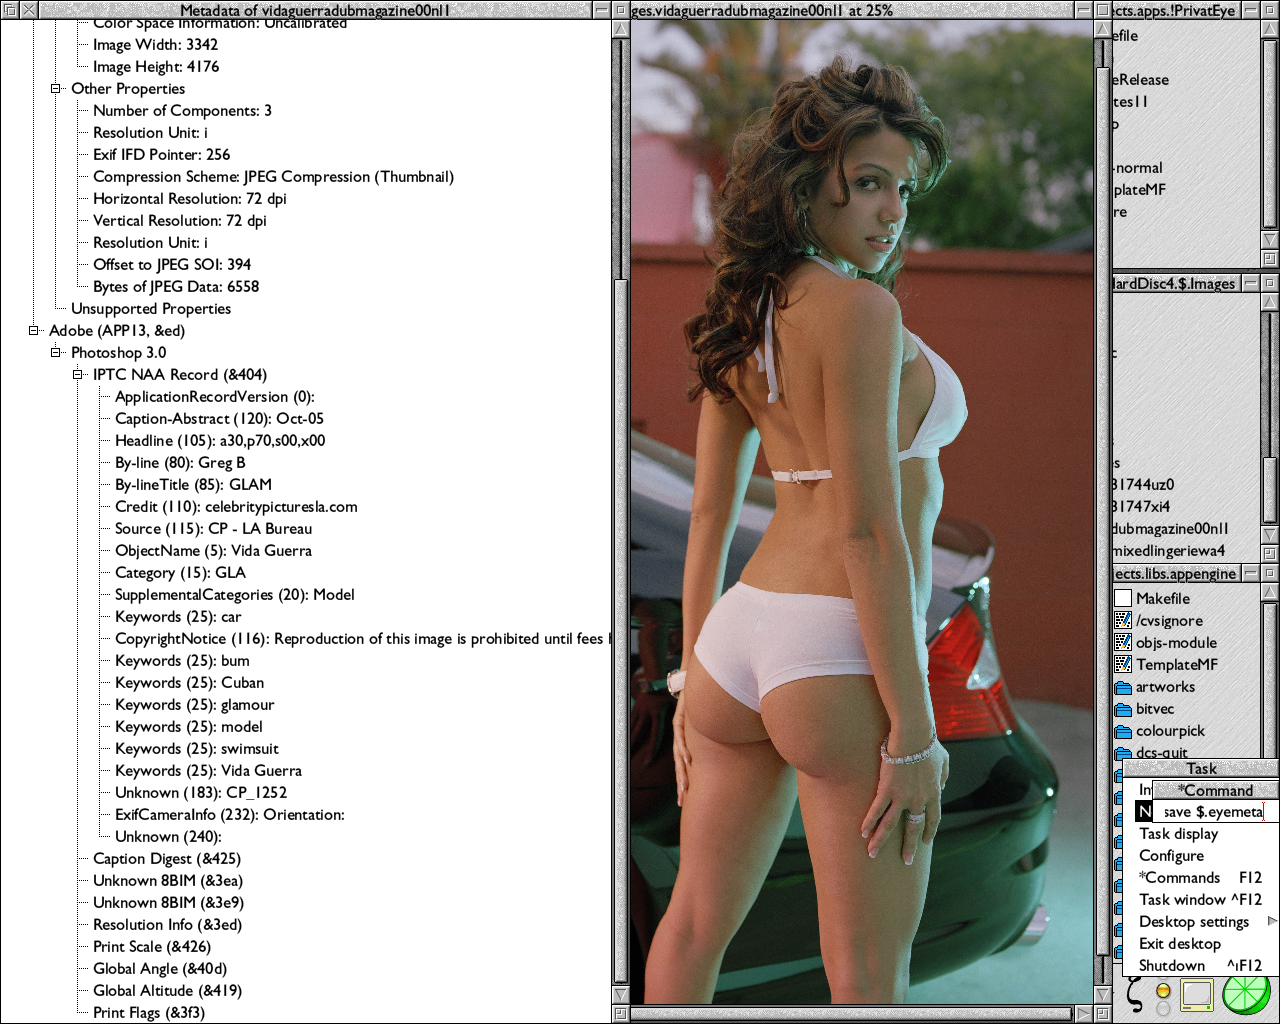 Metadata of vidaguerradubmagazine00nl1
Color Space Information: Uncalibrated
Image Width: 3342
Image Height: 4176
Other Properties
Number of Components: 3
Resolution Unit: i
Exif IFD Pointer: 256
Compression Scheme: JPEG Compression (Thumbnail)
Horizontal Resolution: 72 dpi
Vertical Resolution: 72 dpi
Resolution Unit: i
Offset to JPEG SOI: 394
Bytes of JPEG Data: 6558
Unsupported Properties
Adobe (APP13, &ed)
Photoshop 3.0
IPTC NAA Record (&404)
ApplicationRecordVersion (0):
Caption-Abstract (120): Oct-05
Headline (105): a30,p70,s00,x00
By-line (80): Greg B
By-lineTitle (85): GLAM
Credit (110): celebritypicturesla.com
Source (115): CP - LA Bureau
ObjectName (5): Vida Guerra
Category (15): GLA
SupplementalCategories (20): Model
Keywords (25): car
CopyrightNotice (116): Reproduction of this image is prohibited until fees
Keywords (25): bum
Keywords (25): Cuban
Keywords (25): glamour
Keywords (25): model
Keywords (25): swimsuit
Keywords (25): Vida Guerra
Unknown (183): CP_1252
ExifCameraInfo (232): Orientation:
Unknown (240):
Caption Digest (&425)
Unknown 8BIM (&3ea)
Unknown 8BIM (&3e9)
Resolution Info (&3ed)
Print Scale (&426)
Global Angle (&40d)
Global Altitude (&419)
Print Flags (&3f3)
ges.vidaguerradubmagazine00nl1 at 25%
ects.apps.!PrivatEye
efile
eRelease
tes11
-normal
plateMF
re
ardDisc4.$.Images
31744uz0
31747xi4
dubmagazine00nl1
mixedlingeriewa4
ects.libs.appengine
Makefile
/cvsignore
objs-module
TemplateMF
artworks
bitvec
colourpick
dcs-quit
Task
*Command
save $.eyemeta
Task display
Configure
*Commands F12
Task window ^F12
Desktop settings
Exit desktop
Shutdown ^⇑F12